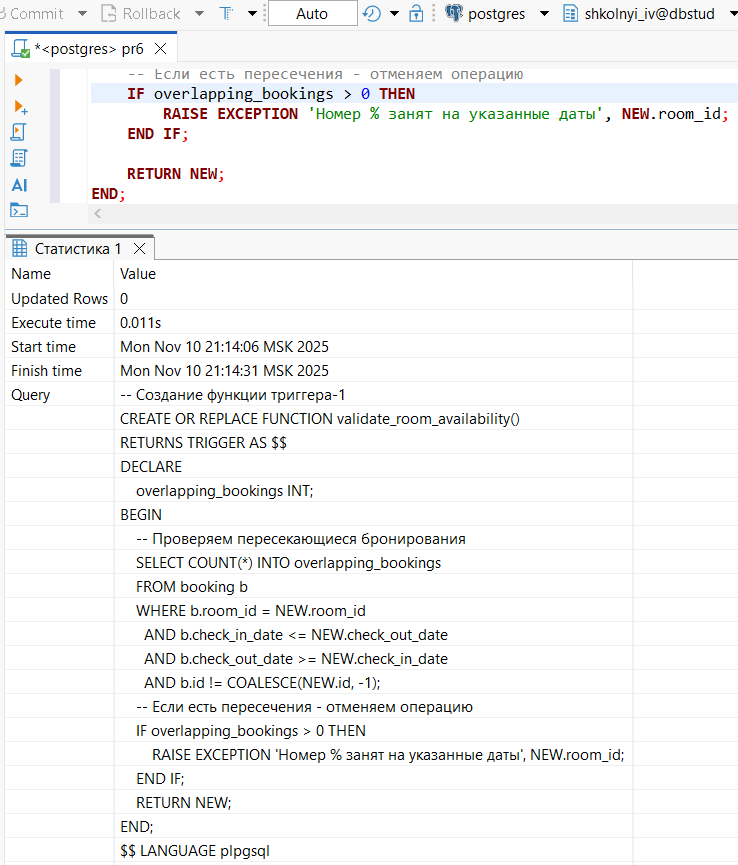 Commit Rollback Auto postgres shkolnyi_iv@dbstud
*<postgres> pr6
-- Если есть пересечения - отменяем операцию
IF overlapping_bookings > 0 THEN
RAISE EXCEPTION 'Номер % занят на указанные даты', NEW.room_id;
END IF;
RETURN NEW;
END;
AI
Статистика 1
Name Value
Updated Rows 0
Execute time 0.011s
Start time Mon Nov 10 21:14:06 MSK 2025
Finish time Mon Nov 10 21:14:31 MSK 2025
Query -- Создание функции триггера-1
CREATE OR REPLACE FUNCTION validate_room_availability()
RETURNS TRIGGER AS $$
DECLARE
overlapping_bookings INT;
BEGIN
-- Проверяем пересекающиеся бронирования
SELECT COUNT(*) INTO overlapping_bookings
FROM booking b
WHERE b.room_id = NEW.room_id
AND b.check_in_date <= NEW.check_out_date
AND b.check_out_date >= NEW.check_in_date
AND b.id != COALESCE(NEW.id, -1);
-- Если есть пересечения - отменяем операцию
IF overlapping_bookings > 0 THEN
RAISE EXCEPTION 'Номер % занят на указанные даты', NEW.room_id;
END IF;
RETURN NEW;
END;
$$ LANGUAGE plpgsql